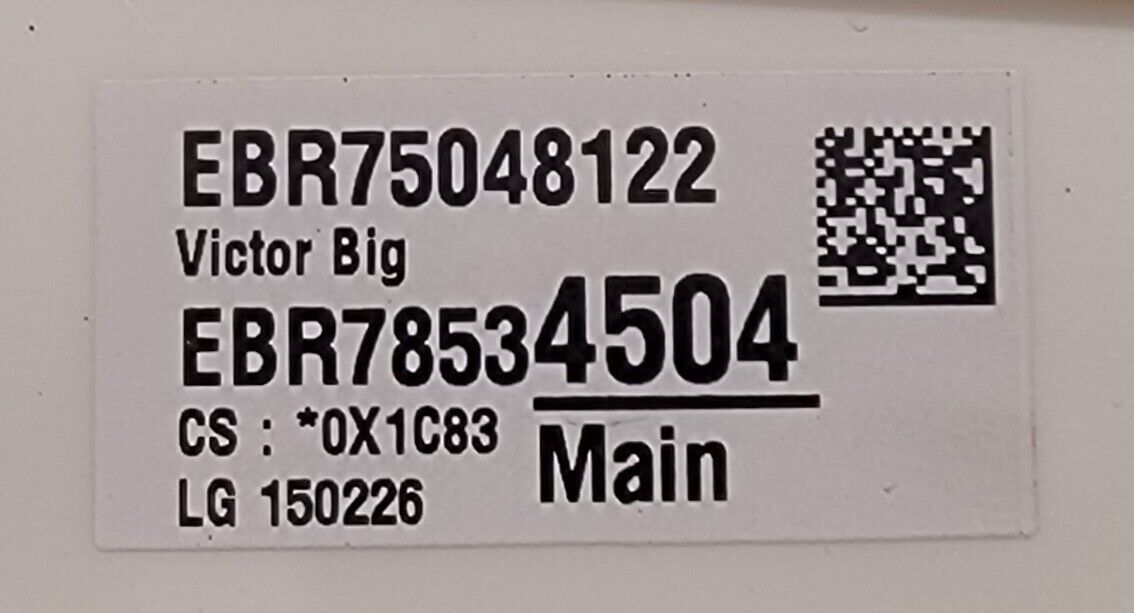 EBR75048122
Victor Big
EBR78534504
CS : *0X1C83
Main
LG 150226